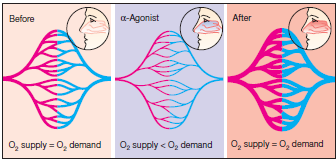 Before
α-Agonist
After
O₂ supply = O₂ demand
O₂ supply < O₂ demand
O₂ supply = O₂ demand